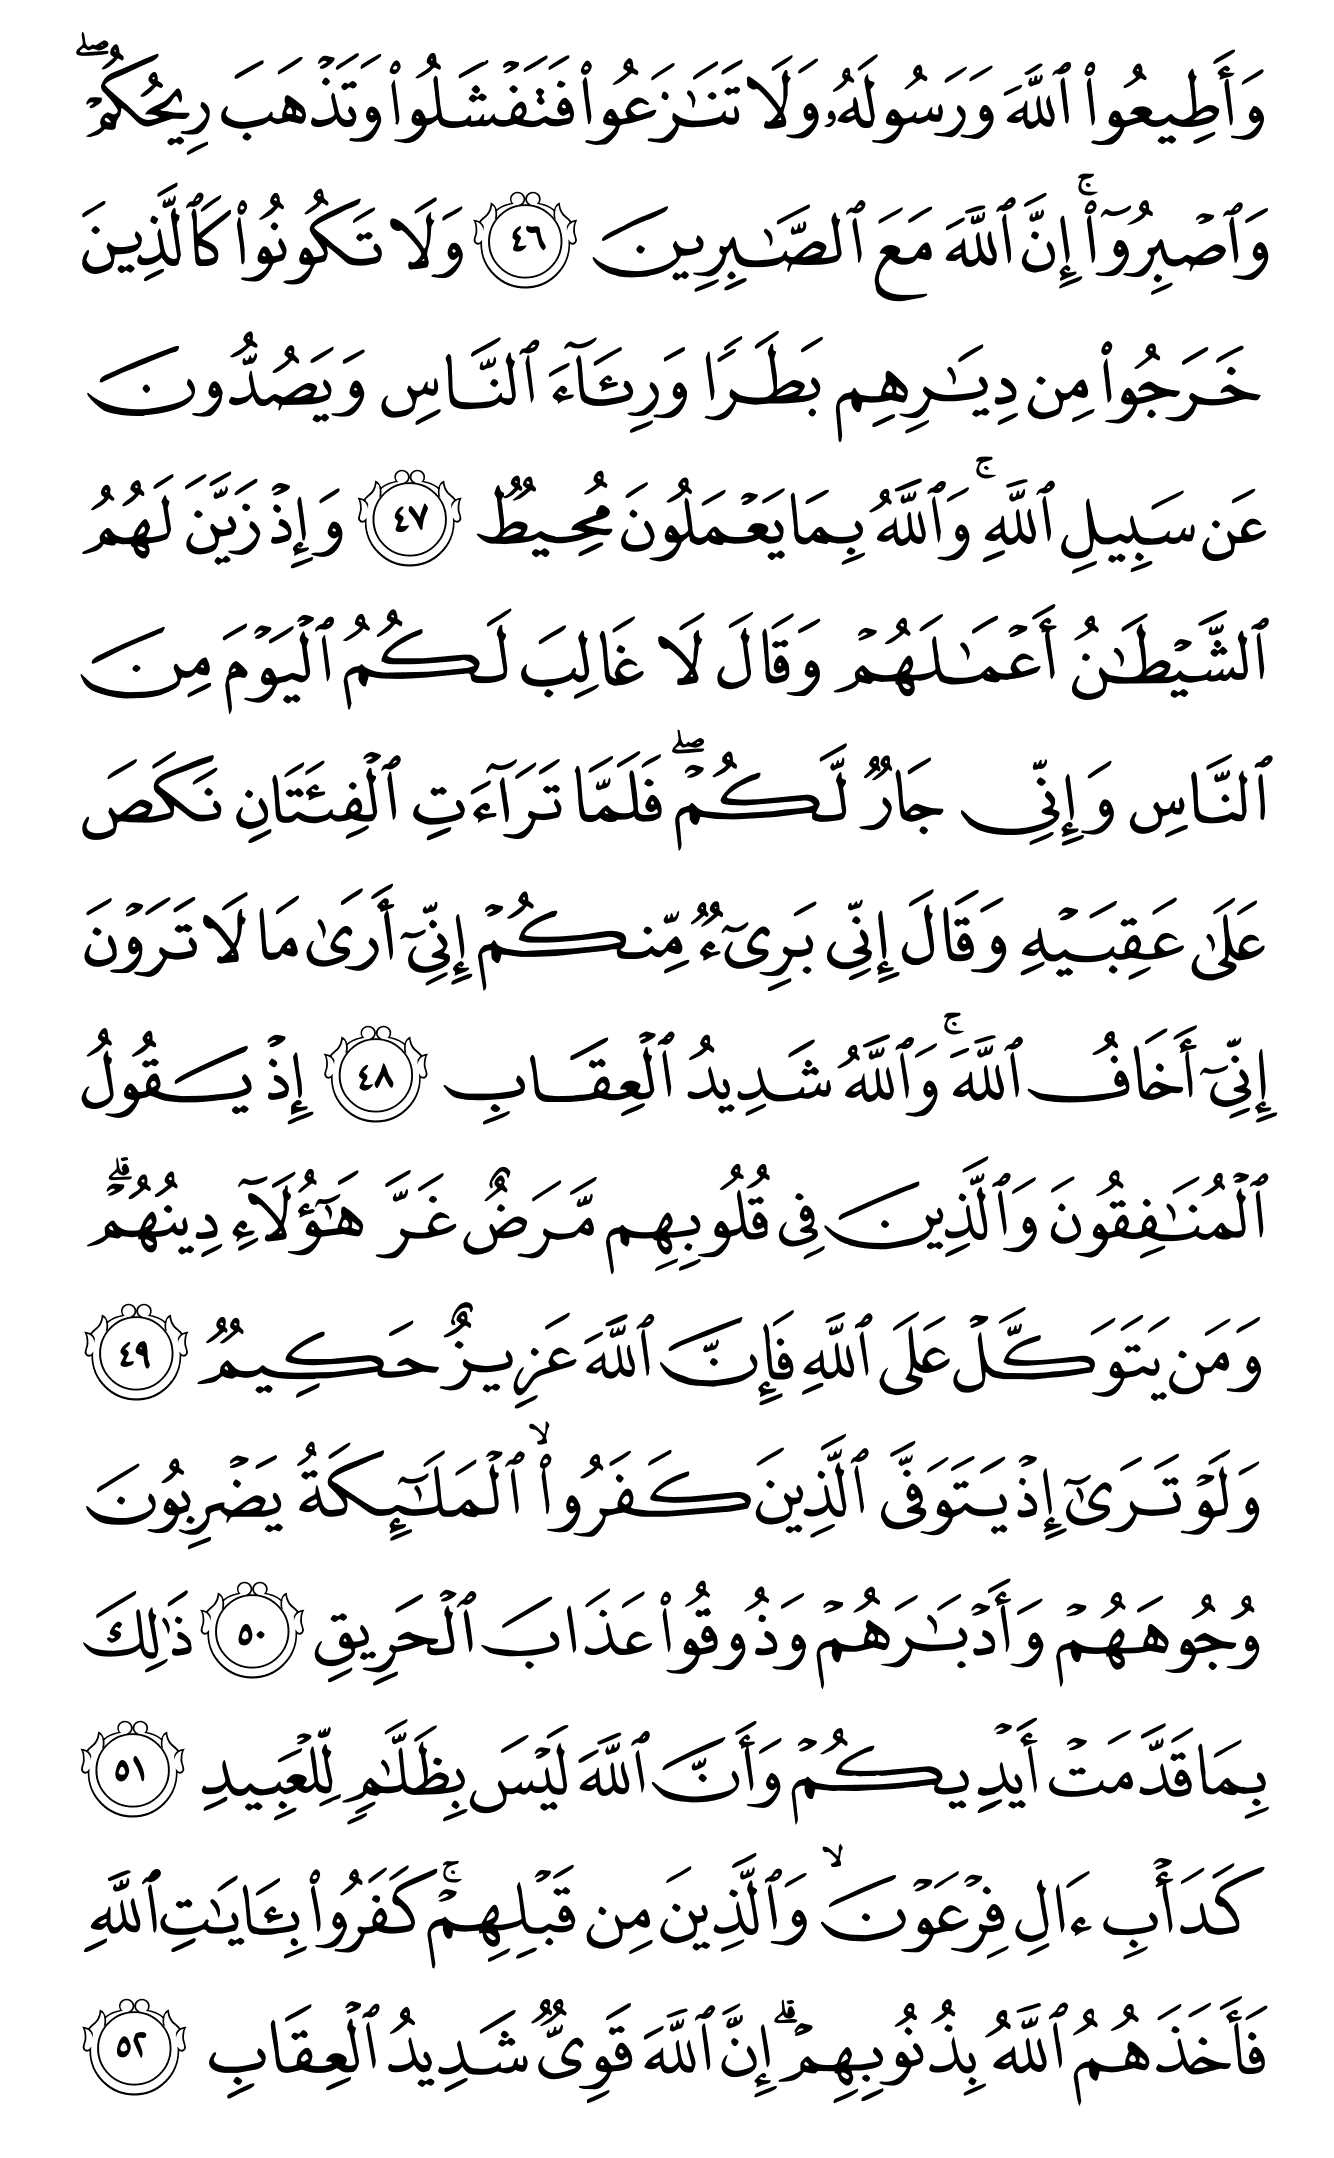 وَأَطِيعُوا۟ ٱللَّهَ وَرَسُولَهُۥ وَلَا تَنَـٰزَعُوا۟ فَتَفْشَلُوا۟ وَتَذْهَبَ رِيحُكُمْ ۖ
وَٱصْبِرُوٓا۟ ۚ إِنَّ ٱللَّهَ مَعَ ٱلصَّـٰبِرِينَ ٤٦ وَلَا تَكُونُوا۟ كَٱلَّذِينَ
خَرَجُوا۟ مِن دِيَـٰرِهِم بَطَرًا وَرِئَآءَ ٱلنَّاسِ وَيَصُدُّونَ
عَن سَبِيلِ ٱللَّهِ ۚ وَٱللَّهُ بِمَا يَعْمَلُونَ مُحِيطٌ ٤٧ وَإِذْ زَيَّنَ لَهُمُ
ٱلشَّيْطَـٰنُ أَعْمَـٰلَهُمْ وَقَالَ لَا غَالِبَ لَكُمُ ٱلْيَوْمَ مِنَ
ٱلنَّاسِ وَإِنِّى جَارٌ لَّكُمْ ۖ فَلَمَّا تَرَآءَتِ ٱلْفِئَتَانِ نَكَصَ
عَلَىٰ عَقِبَيْهِ وَقَالَ إِنِّى بَرِىٓءٌ مِّنكُمْ إِنِّىٓ أَرَىٰ مَا لَا تَرَوْنَ
إِنِّىٓ أَخَافُ ٱللَّهَ ۚ وَٱللَّهُ شَدِيدُ ٱلْعِقَابِ ٤٨ إِذْ يَقُولُ
ٱلْمُنَـٰفِقُونَ وَٱلَّذِينَ فِى قُلُوبِهِم مَّرَضٌ غَرَّ هَـٰٓؤُلَآءِ دِينُهُمْ ۗ
وَمَن يَتَوَكَّلْ عَلَى ٱللَّهِ فَإِنَّ ٱللَّهَ عَزِيزٌ حَكِيمٌ ٤٩
وَلَوْ تَرَىٰٓ إِذْ يَتَوَفَّى ٱلَّذِينَ كَفَرُوا۟ ۙ ٱلْمَلَـٰٓئِكَةُ يَضْرِبُونَ
وُجُوهَهُمْ وَأَدْبَـٰرَهُمْ وَذُوقُوا۟ عَذَابَ ٱلْحَرِيقِ ٥٠ ذَٰلِكَ
بِمَا قَدَّمَتْ أَيْدِيكُمْ وَأَنَّ ٱللَّهَ لَيْسَ بِظَلَّـٰمٍ لِّلْعَبِيدِ ٥١
كَدَأْبِ ءَالِ فِرْعَوْنَ ۙ وَٱلَّذِينَ مِن قَبْلِهِمْ ۚ كَفَرُوا۟ بِـَٔايَـٰتِ ٱللَّهِ
فَأَخَذَهُمُ ٱللَّهُ بِذُنُوبِهِمْ ۗ إِنَّ ٱللَّهَ قَوِىٌّ شَدِيدُ ٱلْعِقَابِ ٥٢